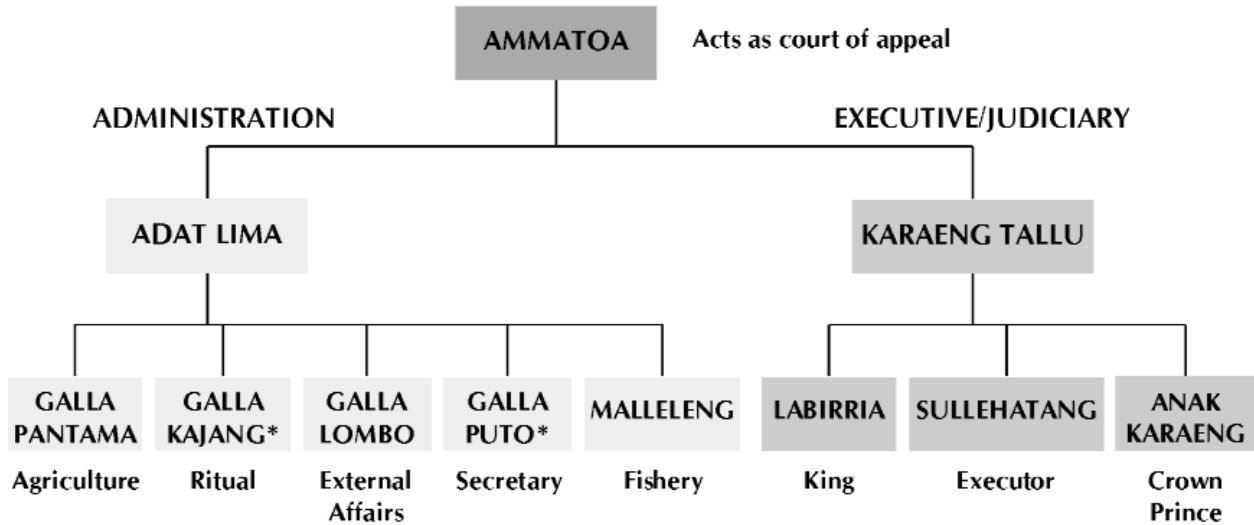 AMMATOA
Acts as court of appeal
ADMINISTRATION
EXECUTIVE/JUDICIARY
ADAT LIMA
KARAENG TALLU
GALLA
PANTAMA
GALLA
KAJANG*
GALLA
LOMBO
GALLA
PUTO*
MALLELENG
LABIRRIA
SULLEHATANG
ANAK
KARAENG
Agriculture
Ritual
External
Affairs
Secretary
Fishery
King
Executor
Crown
Prince